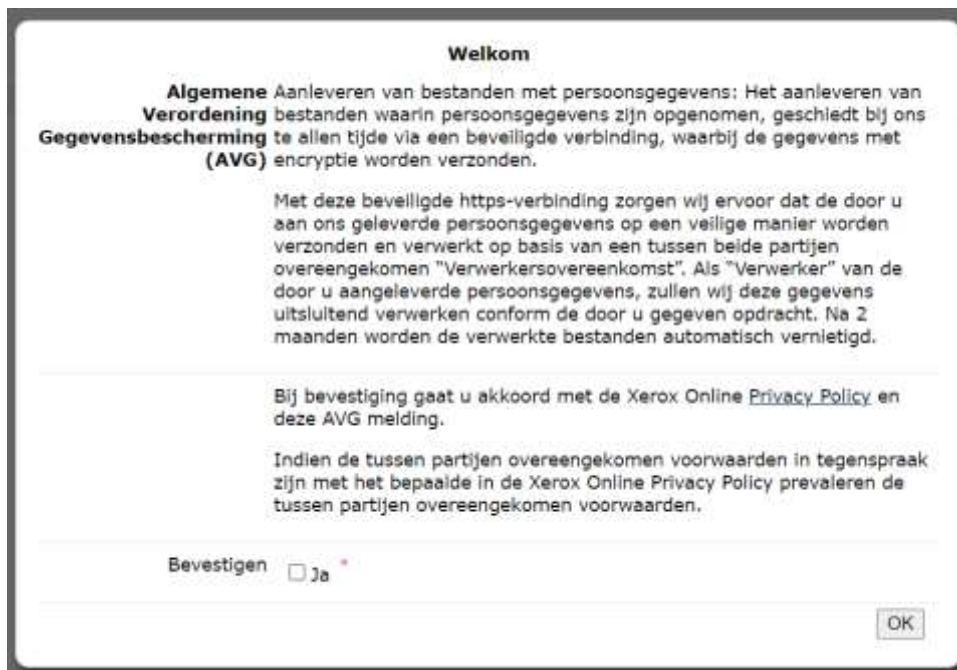 Welkom
Algemene Aanleveren van bestanden met persoonsgegevens: Het aanleveren van
Verordening bestanden waarin persoonsgegevens zijn opgenomen, geschiedt bij ons
Gegevensbescherming te allen tijde via een beveiligde verbinding, waarbij de gegevens met
(AVG) encryptie worden verzonden.
Met deze beveiligde https-verbinding zorgen wij ervoor dat de door u
aan ons geleverde persoonsgegevens op een veilige manier worden
verzonden en verwerkt op basis van een tussen beide partijen
overeengekomen "Verwerkersovereenkomst". Als "Verwerker" van de
door u aangeleverde persoonsgegevens, zullen wij deze gegevens
uitsluitend verwerken conform de door u gegeven opdracht. Na 2
maanden worden de verwerkte bestanden automatisch vernietigd.
Bij bevestiging gaat u akkoord met de Xerox Online Privacy Policy en
deze AVG melding.
Indien de tussen partijen overeengekomen voorwaarden in tegenspraak
zijn met het bepaalde in de Xerox Online Privacy Policy prevaleren de
tussen partijen overeengekomen voorwaarden.
Bevestigen Ja *
OK